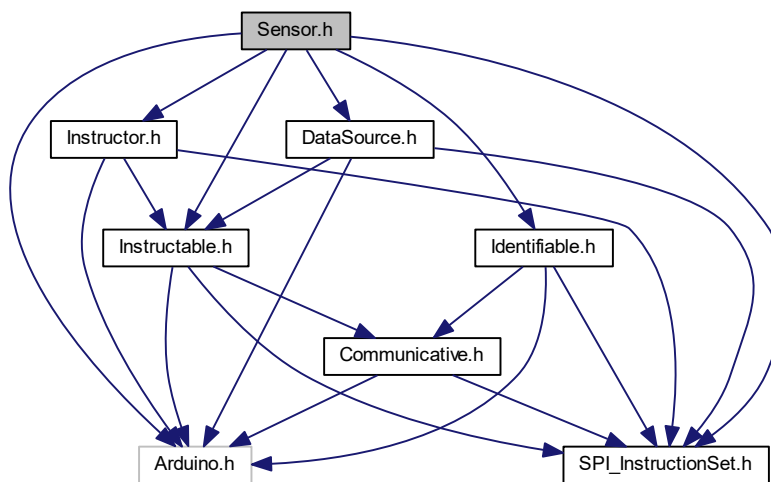 Sensor.h
Instructor.h
DataSource.h
Instructable.h
Identifiable.h
Communicative.h
Arduino.h
SPI_InstructionSet.h